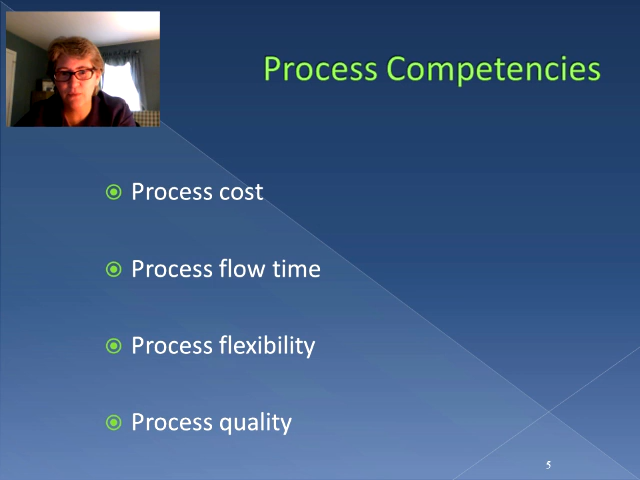 Process Competencies
Process cost
Process flow time
Process flexibility
Process quality
5